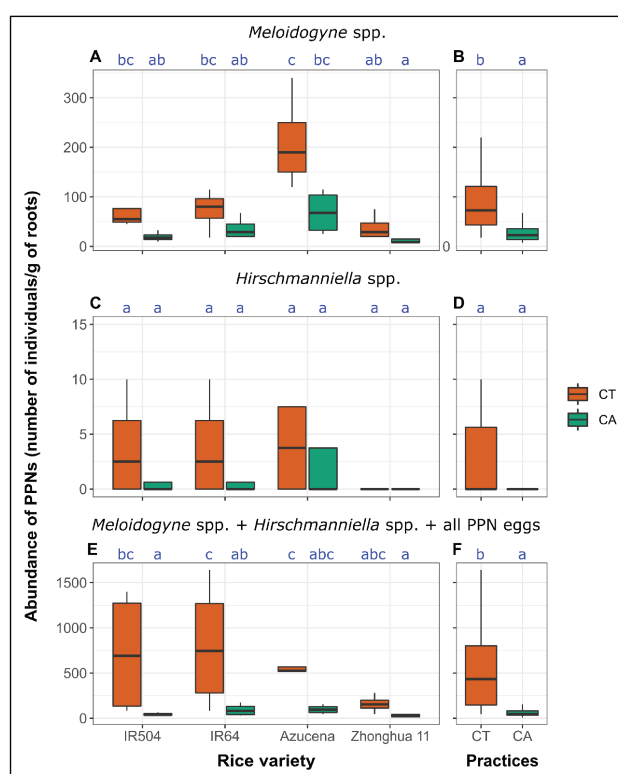 Meloidogyne spp.
A
B
bc ab bc ab c bc ab a
b a
300
200
100
0
0
Hirschmanniella spp.
C
D
a a a a a a a a
a a
15
10
5
0
CT
CA
Meloidogyne spp. + Hirschmanniella spp. + all PPN eggs
E
F
bc a c ab c abc abc a
b a
1500
1000
500
0
IR504 IR64 Azucena Zhonghua 11
CT CA
Rice variety
Practices
Abundance of PPNs (number of individuals/g of roots)